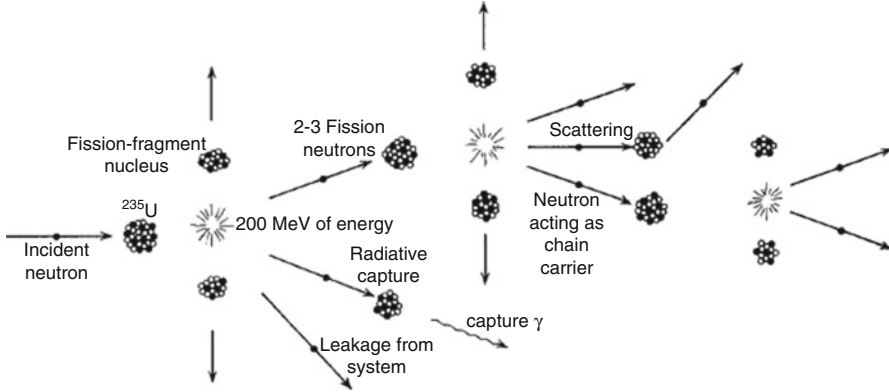 Fission-fragment
nucleus
2-3 Fission
neutrons
Scattering
²³⁵U
200 MeV of energy
Neutron
acting as
chain
carrier
Incident
neutron
Radiative
capture
capture γ
Leakage from
system